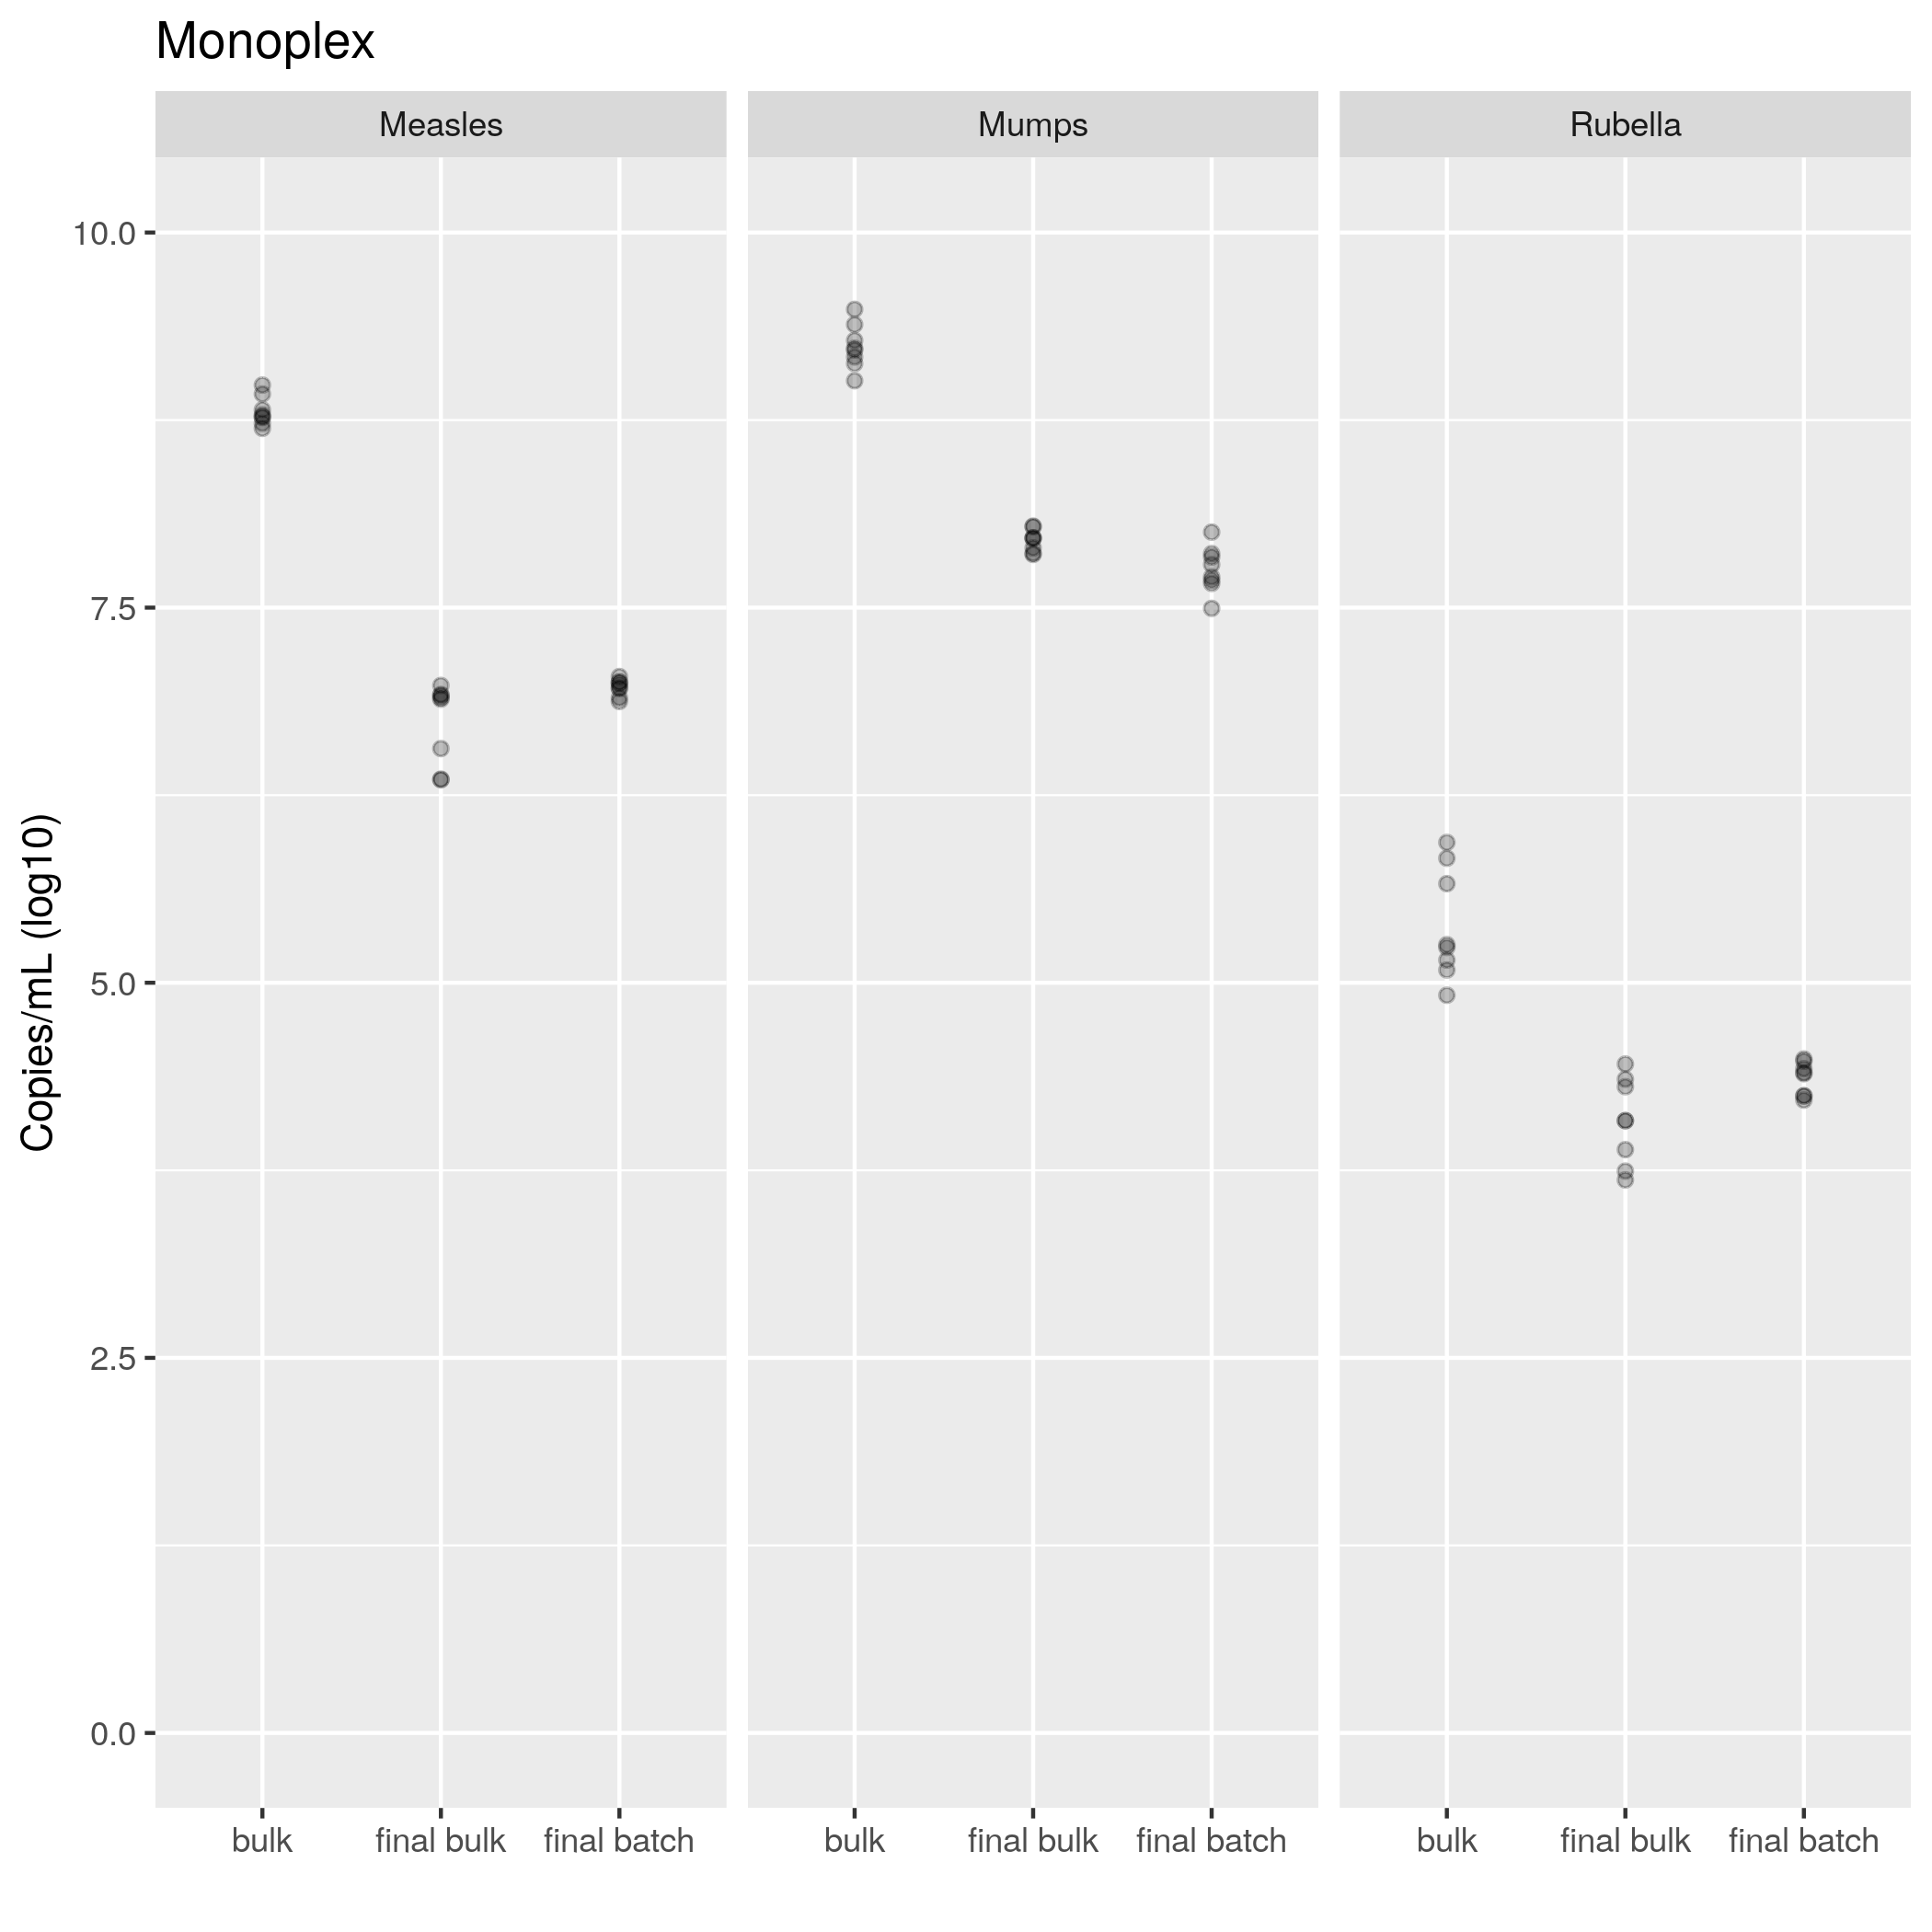 Monoplex
Measles Mumps Rubella
Copies/mL (log10)
10.0
7.5
5.0
2.5
0.0
bulk final bulk final batch bulk final bulk final batch bulk final bulk final batch